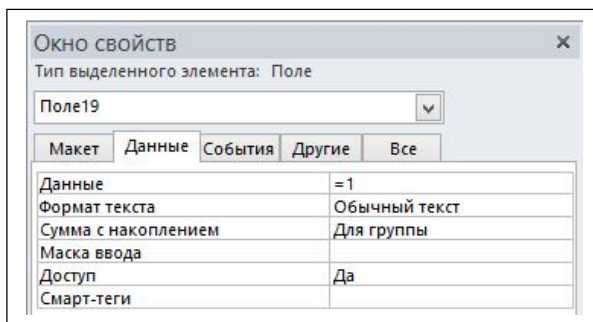 Окно свойств
Тип выделенного элемента: Поле
Поле19
Макет Данные События Другие Все
Данные =1
Формат текста Обычный текст
Сумма с накоплением Для группы
Маска ввода
Доступ Да
Смарт-теги